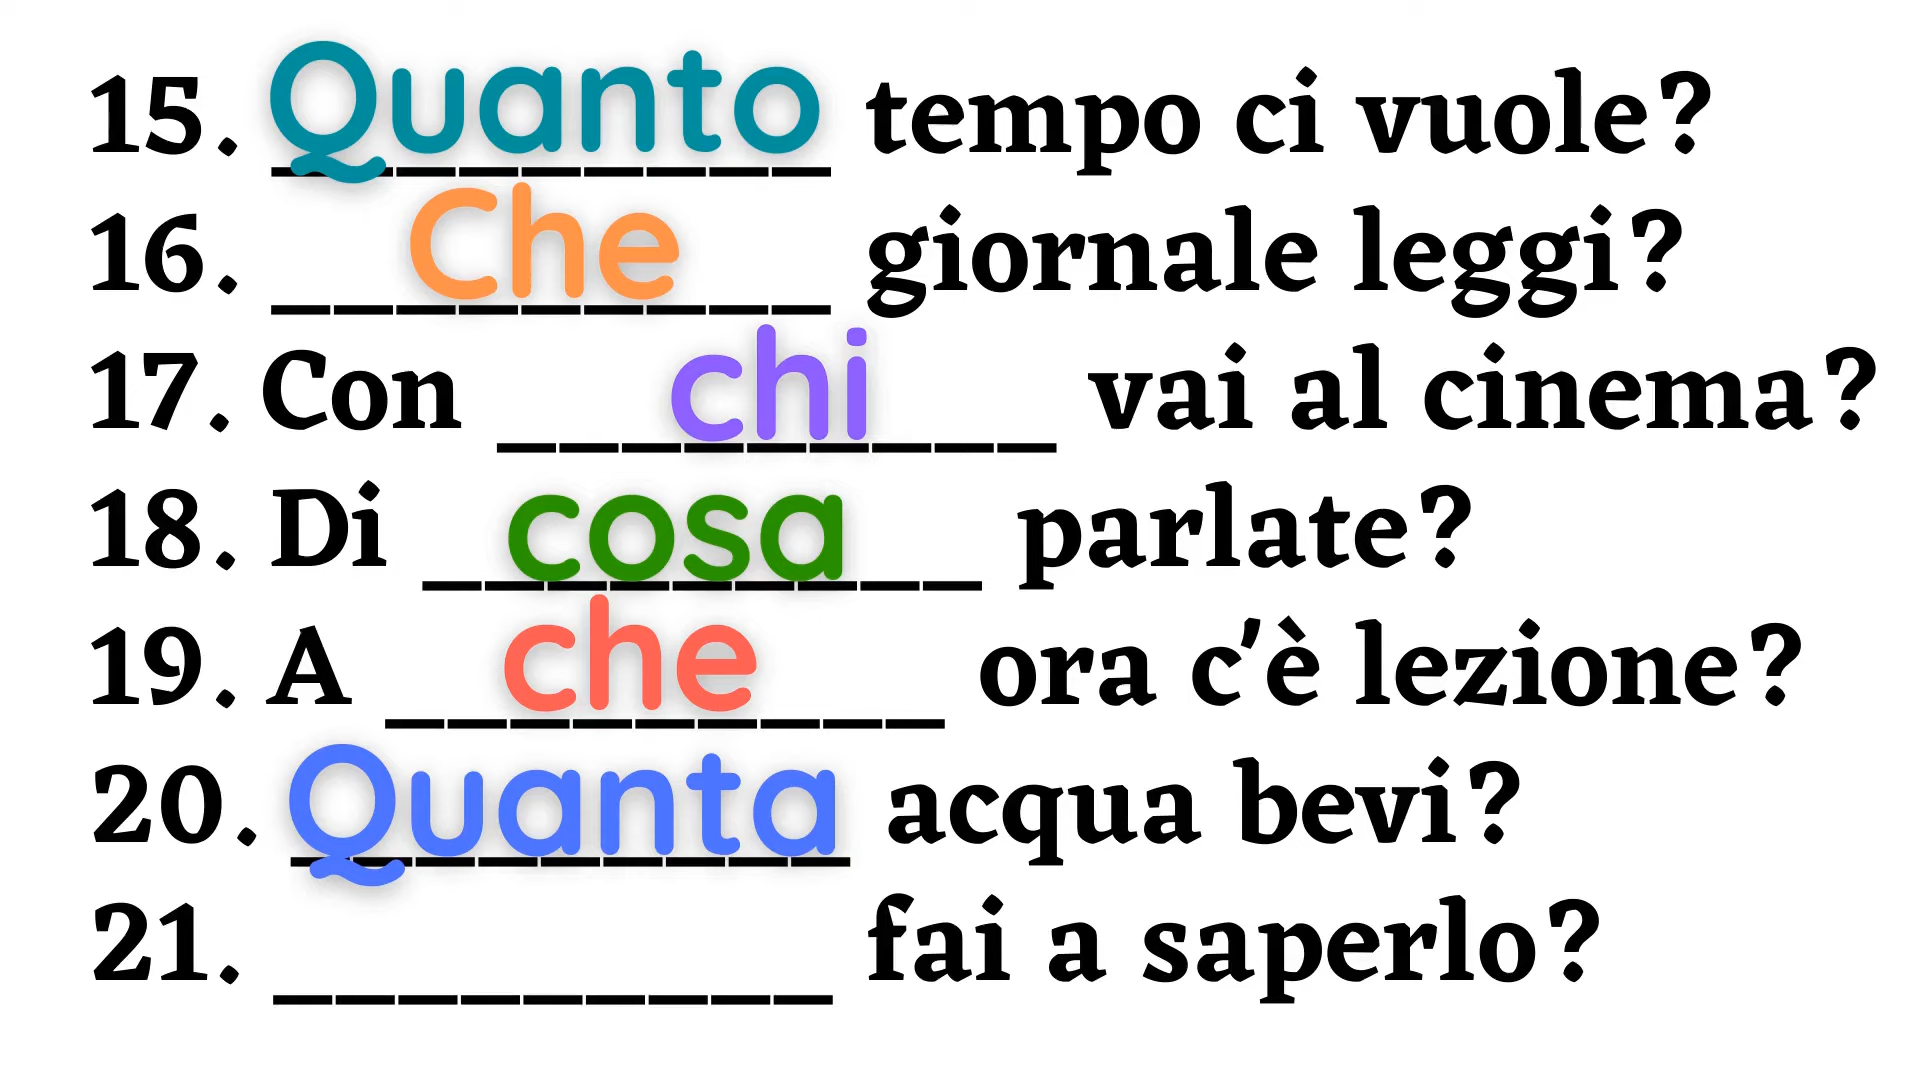 15. Quanto tempo ci vuole?
16. Che giornale leggi?
17. Con chi vai al cinema?
18. Di cosa parlate?
19. A che ora c'è lezione?
20. Quanta acqua bevi?
21. _________ fai a saperlo?